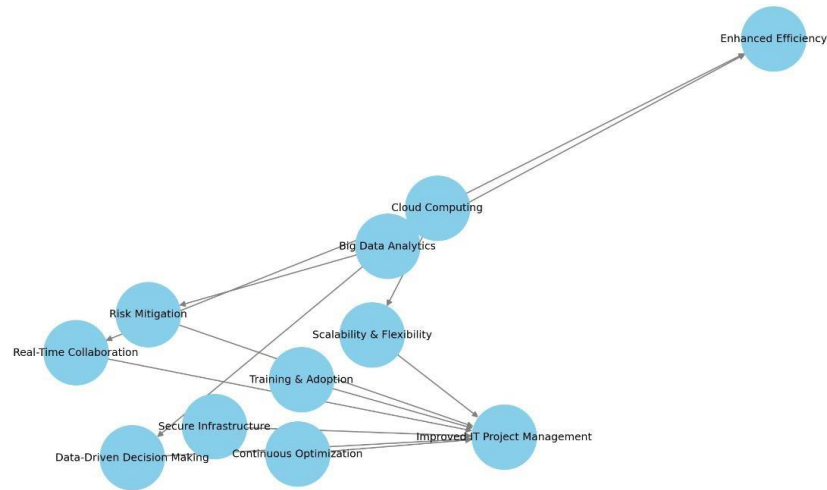 Enhanced Efficiency
Cloud Computing
Big Data Analytics
Risk Mitigation
Scalability & Flexibility
Real-Time Collaboration
Training & Adoption
Secure Infrastructure
Improved IT Project Management
Continuous Optimization
Data-Driven Decision Making